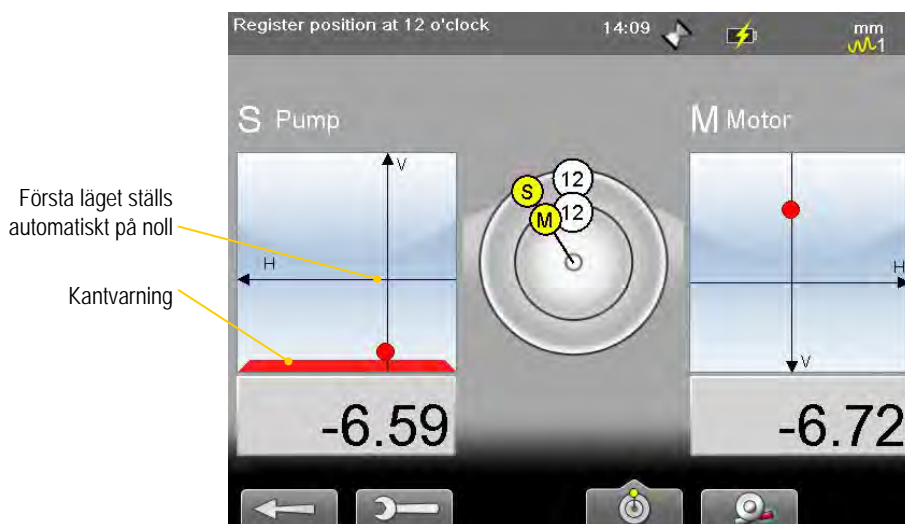 Register position at 12 o'clock
14:09
mm
1
S Pump
M Motor
V
H
S
12
M
12
H
V
Första läget ställs
automatiskt på noll
Kantvarning
-6.59
-6.72